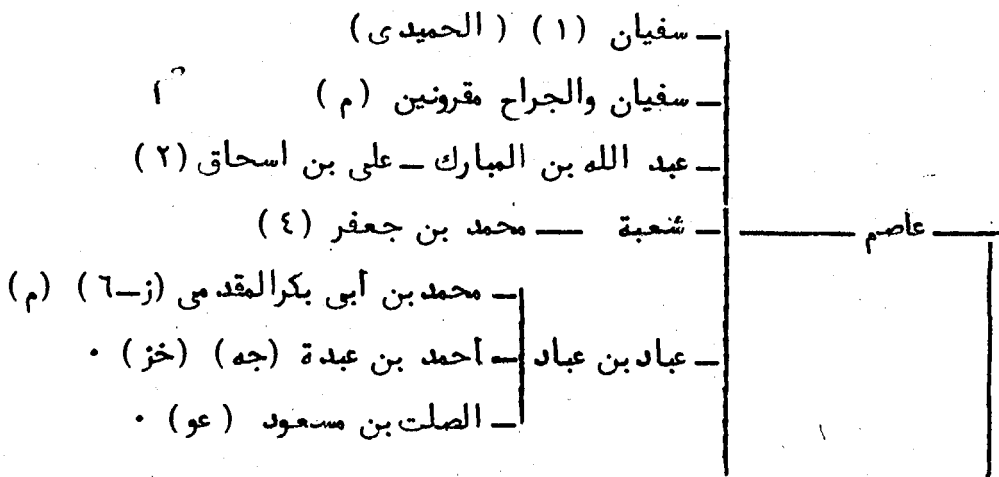 ـ سفيان (١) (الحميدى)
ـ سفيان والجراح مقرونين (م)
ـ عبد الله بن المبارك ـ على بن اسحاق (٢)
عاصم ـ شعبة ـ محمد بن جعفر (٤)
ـ محمد بن أبى بكر المقدمى (ز-٦) (م)
ـ عباد بن عباد ـ أحمد بن عبدة (جه) (خز) ٠
ـ الصلت بن مسعود (عو) ٠